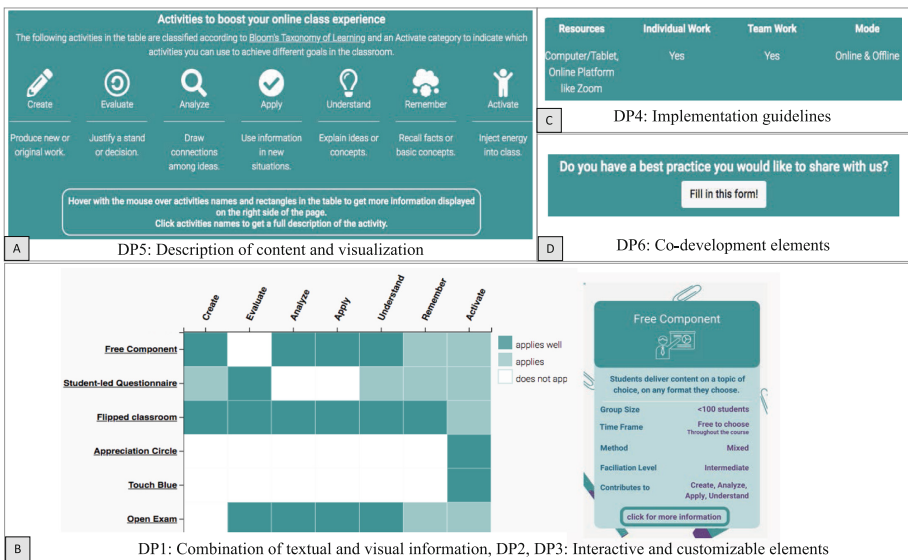 Activities to boost your online class experience
The following activities in the table are classified according to Bloom's Taxonomy of Learning and an Activate category to indicate which
activities you can use to achieve different goals in the classroom.
Create Evaluate Analyze Apply Understand Remember Activate
Produce new or original work.
Justify a stand or decision.
Draw connections among ideas.
Use information in new situations.
Explain ideas or concepts.
Recall facts or basic concepts.
Inject energy into class.
Hover with the mouse over activities names and rectangles in the table to get more information displayed
on the right side of the page.
Click activities names to get a full description of the activity.
A
DP5: Description of content and visualization
Resources Individual Work Team Work Mode
Computer/Tablet, Yes Yes Online & Offline
Online Platform
like Zoom
C
DP4: Implementation guidelines
Do you have a best practice you would like to share with us?
Fill in this form!
D
DP6: Co-development elements
Create Evaluate Analyze Apply Understand Remember Activate
Free Component
Student-led Questionnaire
Flipped classroom
Appreciation Circle
Touch Blue
Open Exam
applies well
applies
does not app
Free Component
Students deliver content on a topic of
choice, on any format they choose.
Group Size <100 students
Time Frame Free to choose
Throughout the course
Method Mixed
Faciliation Level Intermediate
Contributes to Create, Analyze,
Apply, Understand
click for more information
B
DP1: Combination of textual and visual information, DP2, DP3: Interactive and customizable elements